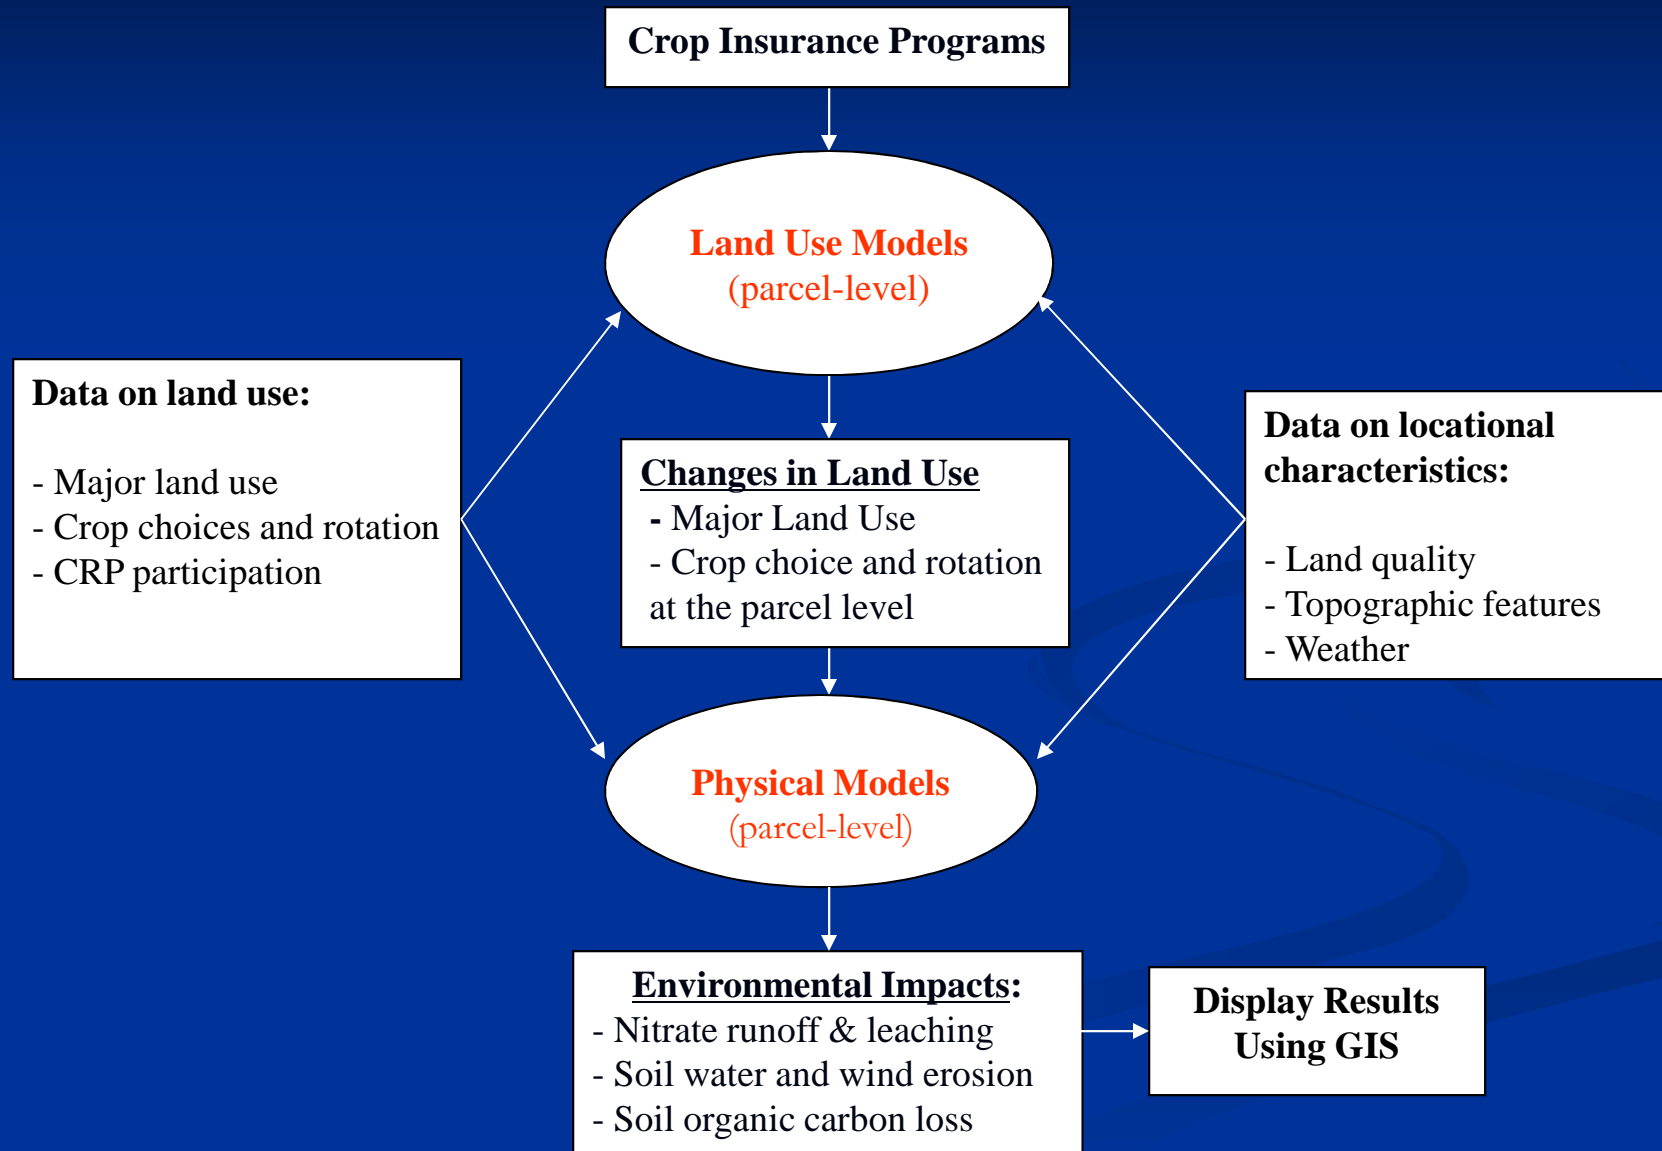 Crop Insurance Programs
Land Use Models
(parcel-level)
Data on land use:
- Major land use
- Crop choices and rotation
- CRP participation
Changes in Land Use
- Major Land Use
- Crop choice and rotation
at the parcel level
Data on locational
characteristics:
- Land quality
- Topographic features
- Weather
Physical Models
(parcel-level)
Environmental Impacts:
- Nitrate runoff & leaching
- Soil water and wind erosion
- Soil organic carbon loss
Display Results
Using GIS